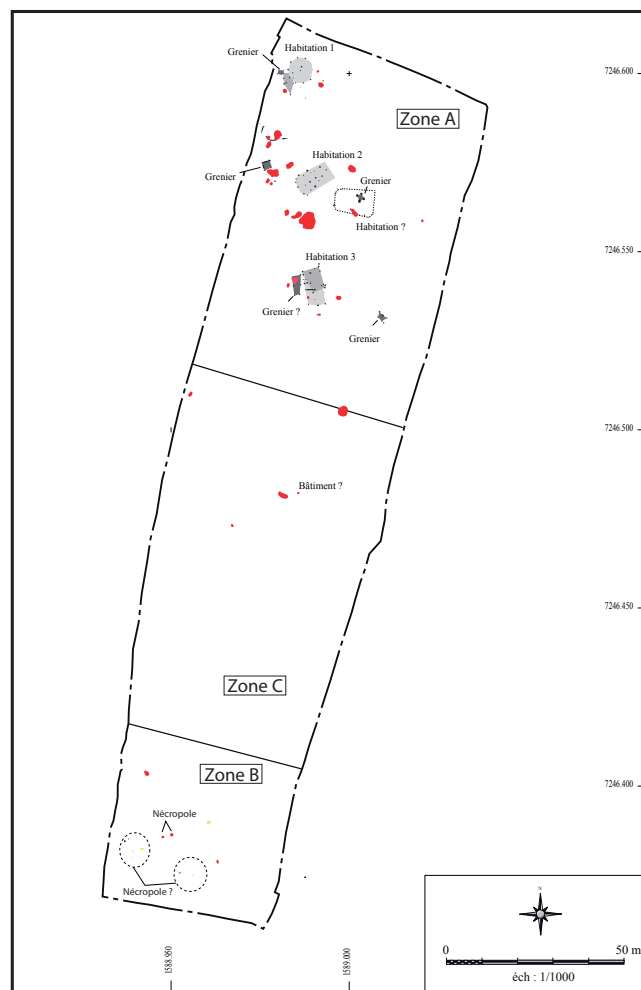 Habitation 1
Grenier
7246.600
Zone A
Habitation 2
Grenier
Grenier
Habitation ?
7246.550
Habitation 3
Grenier ?
Grenier
7246.500
Bâtiment ?
7246.450
Zone C
Zone B
7246.400
Nécropole
Nécropole ?
1588.950
1589.000
N
0
50 m
éch : 1/1000